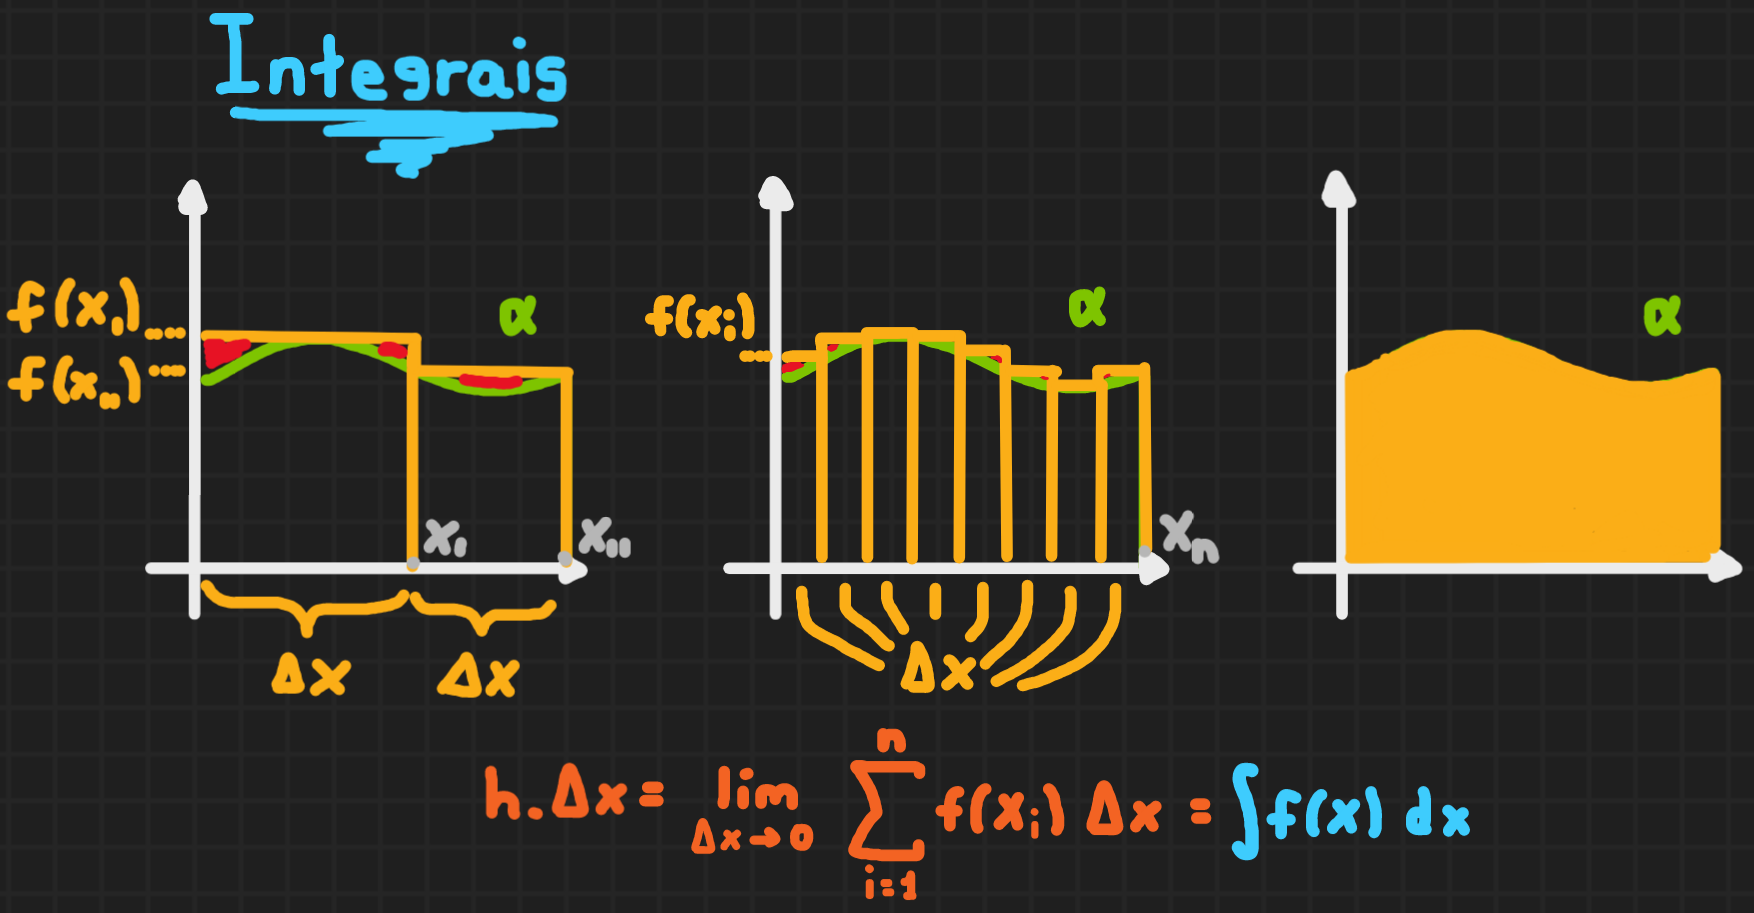 Integrais
f(x₁)
f(x₁₁)
α
x₁
x₁₁
Δx
Δx
f(xᵢ)
α
xₙ
Δx
α
h.Δx = lim Δx→0 n Σ i=1 f(xᵢ) Δx = ∫f(x) dx